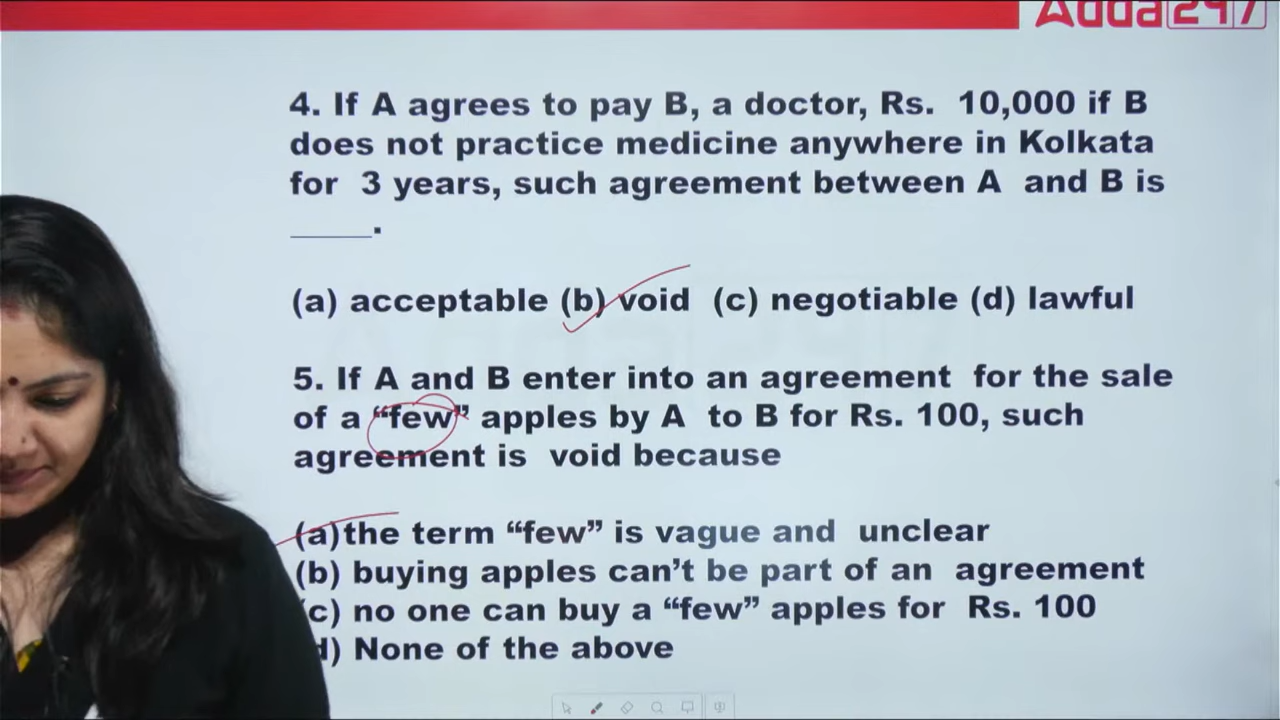 Adda247
4. If A agrees to pay B, a doctor, Rs. 10,000 if B
does not practice medicine anywhere in Kolkata
for 3 years, such agreement between A and B is
_____.
(a) acceptable (b) void (c) negotiable (d) lawful
5. If A and B enter into an agreement for the sale
of a “few” apples by A to B for Rs. 100, such
agreement is void because
(a)the term “few” is vague and unclear
(b) buying apples can’t be part of an agreement
(c) no one can buy a “few” apples for Rs. 100
d) None of the above